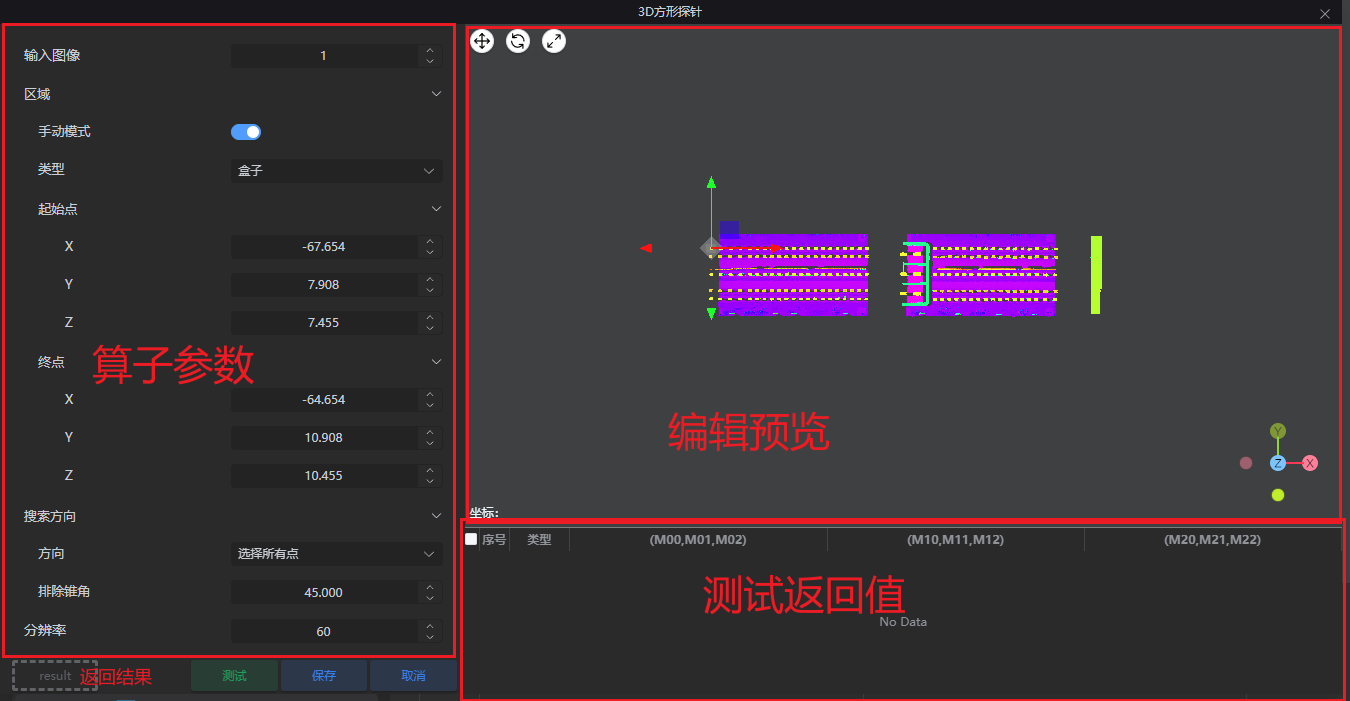 3D方形探针
输入图像 1
区域
手动模式
类型 盒子
起始点
X -67.654
Y 7.908
Z 7.455
终点
算子参数
X -64.654
Y 10.908
Z 10.455
搜索方向
方向 选择所有点
排除锥角 45.000
分辨率 60
result 返回结果 测试 保存 取消
编辑预览
Y
Z X
坐标:
序号 类型 (M00,M01,M02) (M10,M11,M12) (M20,M21,M22)
测试返回值
No Data